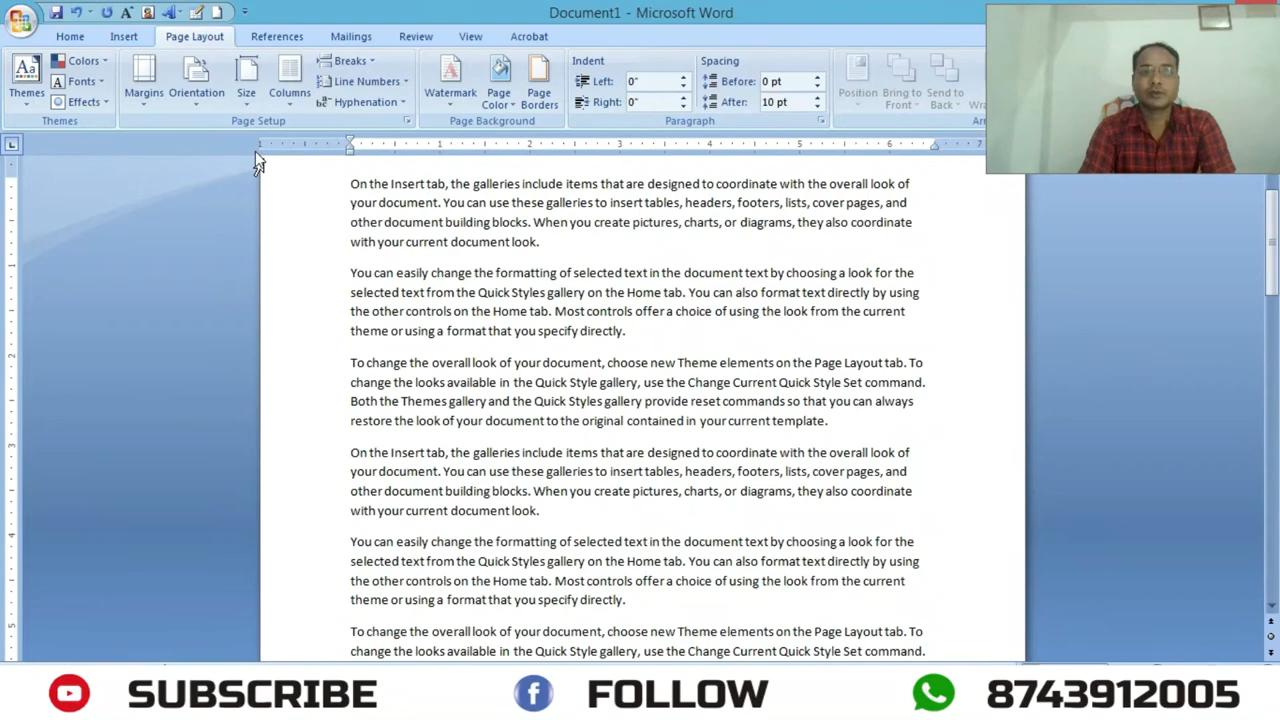 Document1 - Microsoft Word
Home Insert Page Layout References Mailings Review View Acrobat
Themes Colors Fonts Effects
Margins Orientation Size Columns Breaks Line Numbers Hyphenation
Watermark Page Color Page Borders
Indent Left: 0" Right: 0"
Spacing Before: 0 pt After: 10 pt
Position Bring to Front Send to Back
Themes Page Setup Page Background Paragraph
1 1 2 3 4 5 6 7
On the Insert tab, the galleries include items that are designed to coordinate with the overall look of
your document. You can use these galleries to insert tables, headers, footers, lists, cover pages, and
other document building blocks. When you create pictures, charts, or diagrams, they also coordinate
with your current document look.
You can easily change the formatting of selected text in the document text by choosing a look for the
selected text from the Quick Styles gallery on the Home tab. You can also format text directly by using
the other controls on the Home tab. Most controls offer a choice of using the look from the current
theme or using a format that you specify directly.
To change the overall look of your document, choose new Theme elements on the Page Layout tab. To
change the looks available in the Quick Style gallery, use the Change Current Quick Style Set command.
Both the Themes gallery and the Quick Styles gallery provide reset commands so that you can always
restore the look of your document to the original contained in your current template.
On the Insert tab, the galleries include items that are designed to coordinate with the overall look of
your document. You can use these galleries to insert tables, headers, footers, lists, cover pages, and
other document building blocks. When you create pictures, charts, or diagrams, they also coordinate
with your current document look.
You can easily change the formatting of selected text in the document text by choosing a look for the
selected text from the Quick Styles gallery on the Home tab. You can also format text directly by using
the other controls on the Home tab. Most controls offer a choice of using the look from the current
theme or using a format that you specify directly.
To change the overall look of your document, choose new Theme elements on the Page Layout tab. To
change the looks available in the Quick Style gallery, use the Change Current Quick Style Set command.
SUBSCRIBE FOLLOW 8743912005